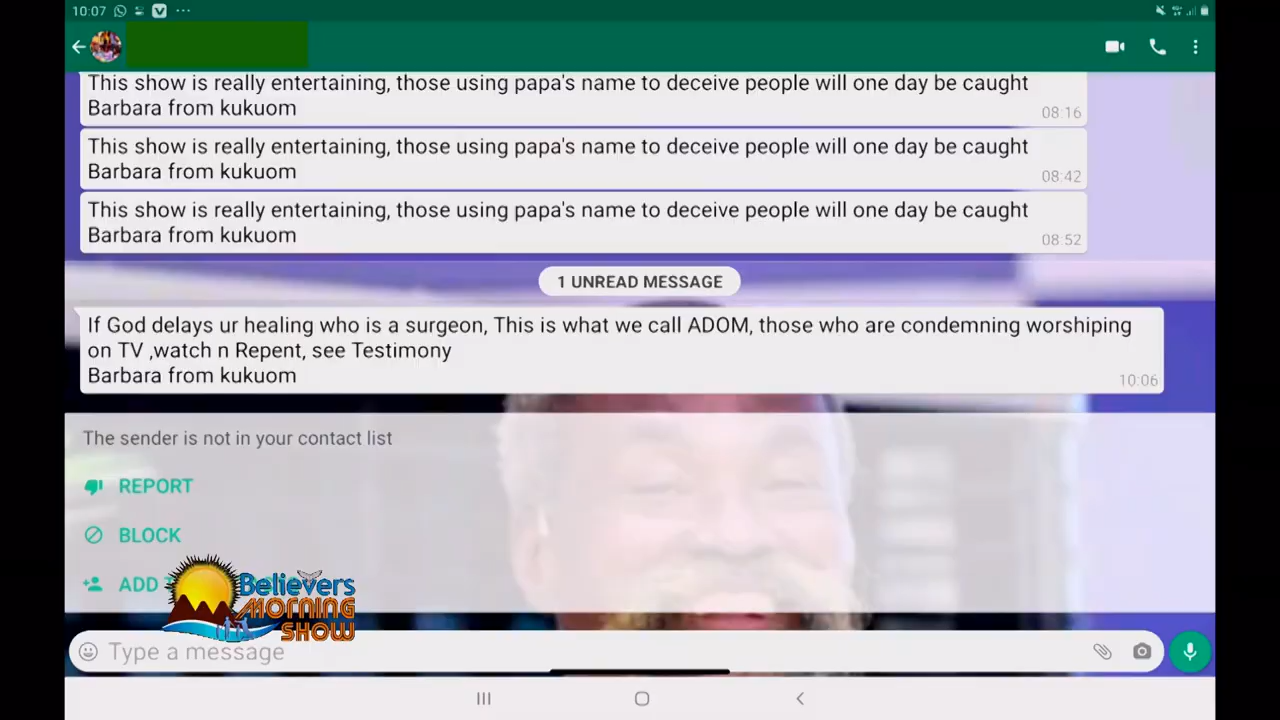 10:07
This show is really entertaining, those using papa's name to deceive people will one day be caught
Barbara from kukuom
08:16
This show is really entertaining, those using papa's name to deceive people will one day be caught
Barbara from kukuom
08:42
This show is really entertaining, those using papa's name to deceive people will one day be caught
Barbara from kukuom
08:52
1 UNREAD MESSAGE
If God delays ur healing who is a surgeon, This is what we call ADOM, those who are condemning worshiping
on TV ,watch n Repent, see Testimony
Barbara from kukuom
10:06
The sender is not in your contact list
REPORT
BLOCK
ADD
Believers
MORNING
SHOW
Type a message